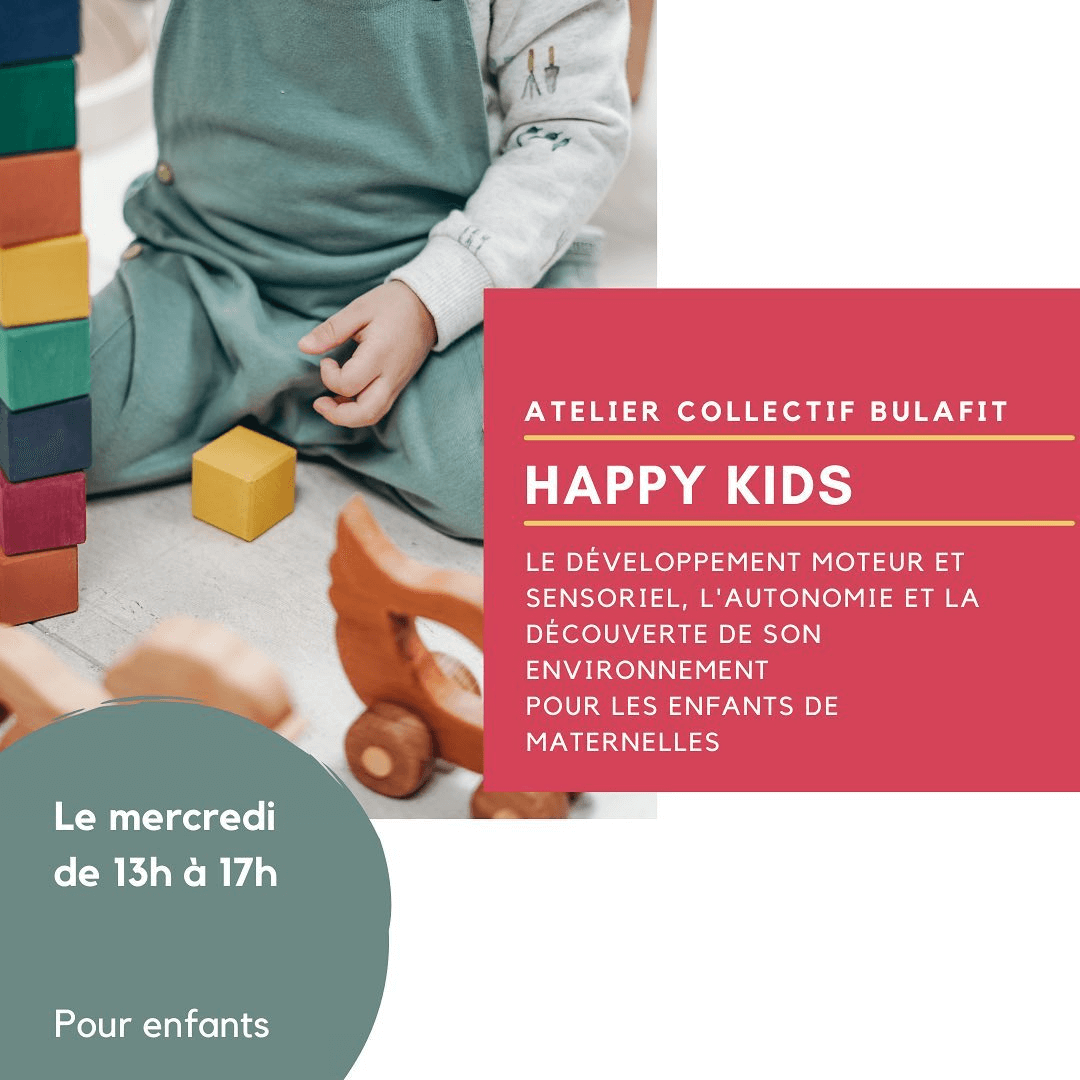 ATELIER COLLECTIF BULAFIT
HAPPY KIDS
LE DÉVELOPPEMENT MOTEUR ET
SENSORIEL, L'AUTONOMIE ET LA
DÉCOUVERTE DE SON
ENVIRONNEMENT
POUR LES ENFANTS DE
MATERNELLES
Le mercredi
de 13h à 17h
Pour enfants